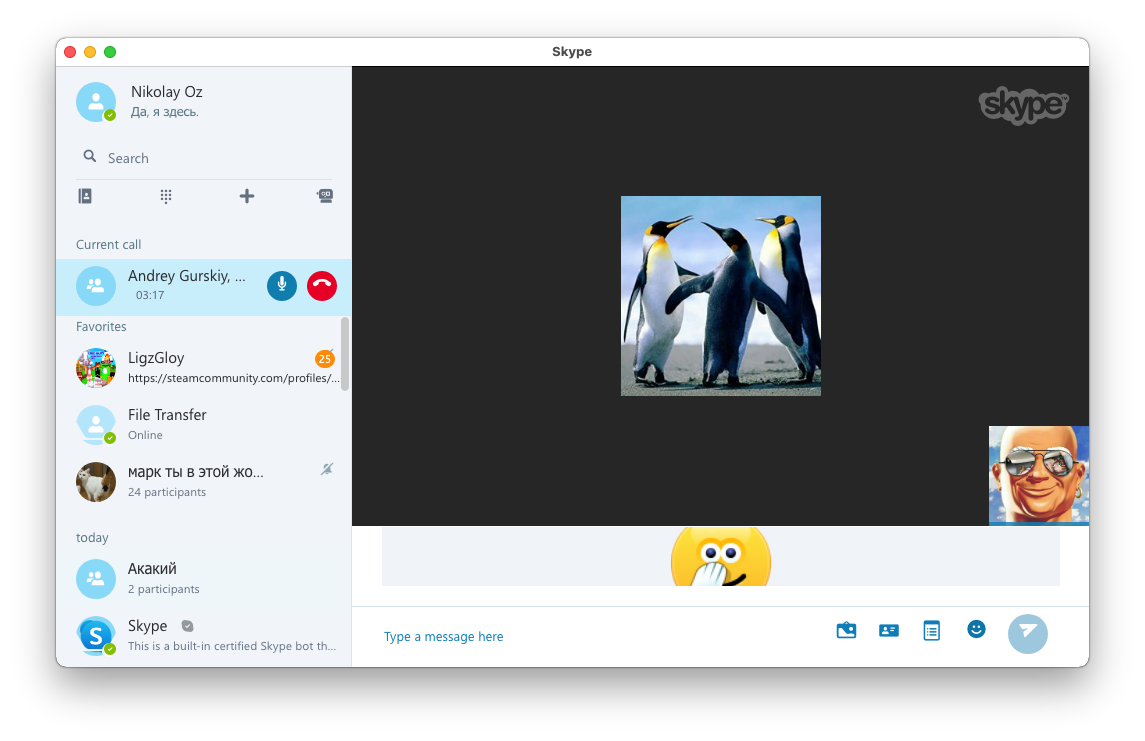 Skype
Nikolay Oz
Да, я здесь.
skype
Search
Current call
Andrey Gurskiy, ...
03:17
Favorites
LigzGloy
25
https://steamcommunity.com/profiles/...
File Transfer
Online
марк ты в этой жо...
24 participants
today
Акакий
2 participants
Skype
This is a built-in certified Skype bot th...
Type a message here